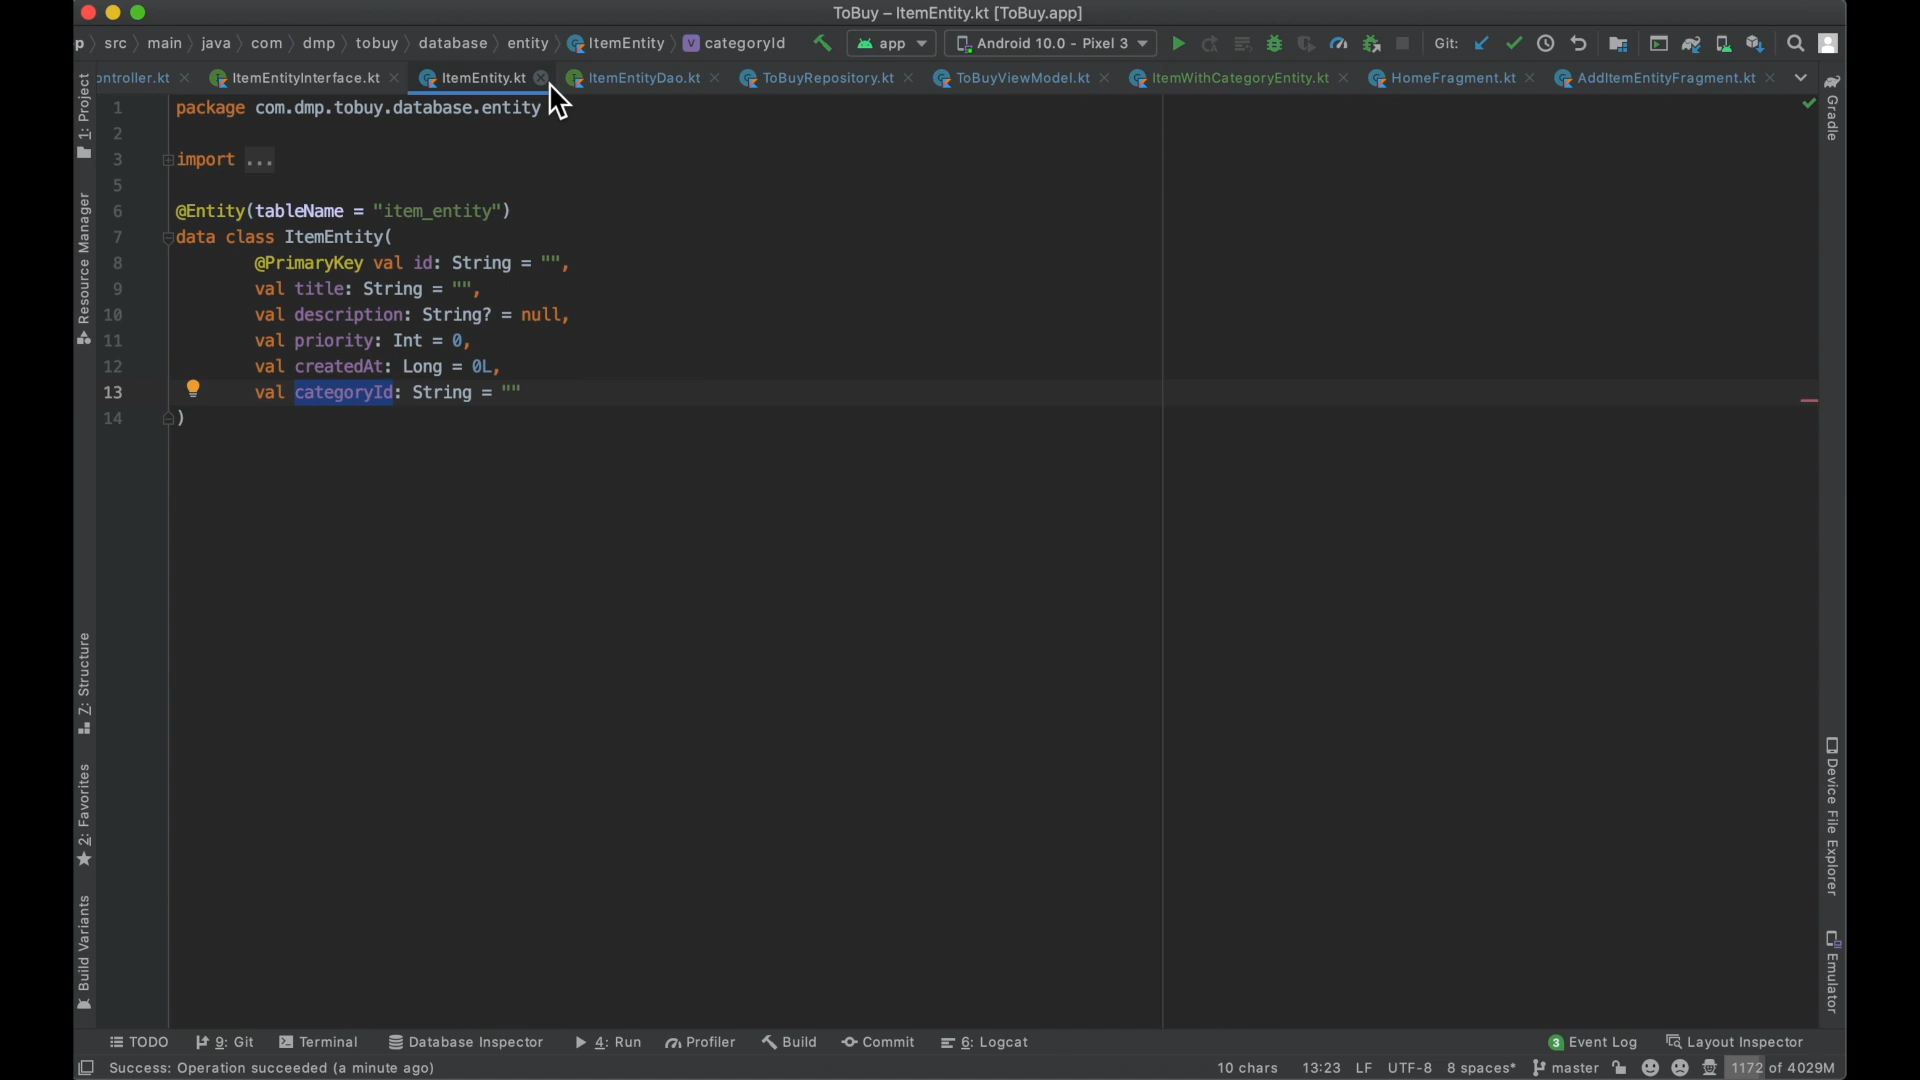 ToBuy – ItemEntity.kt [ToBuy.app]
p src main java com dmp tobuy database entity ItemEntity categoryId app Android 10.0 - Pixel 3 Git:
ontroller.kt ItemEntityInterface.kt ItemEntity.kt ItemEntityDao.kt ToBuyRepository.kt ToBuyViewModel.kt ItemWithCategoryEntity.kt HomeFragment.kt AddItemEntityFragment.kt
1 package com.dmp.tobuy.database.entity
2
3 import ...
5
6 @Entity(tableName = "item_entity")
7 data class ItemEntity(
8 @PrimaryKey val id: String = "",
9 val title: String = "",
10 val description: String? = null,
11 val priority: Int = 0,
12 val createdAt: Long = 0L,
13 val categoryId: String = ""
14 )
1: Project
Resource Manager
Z: Structure
2: Favorites
Build Variants
Gradle
Device File Explorer
Emulator
TODO 9: Git Terminal Database Inspector 4: Run Profiler Build Commit 6: Logcat 3 Event Log Layout Inspector
Success: Operation succeeded (a minute ago) 10 chars 13:23 LF UTF-8 8 spaces* master 1172 of 4029M